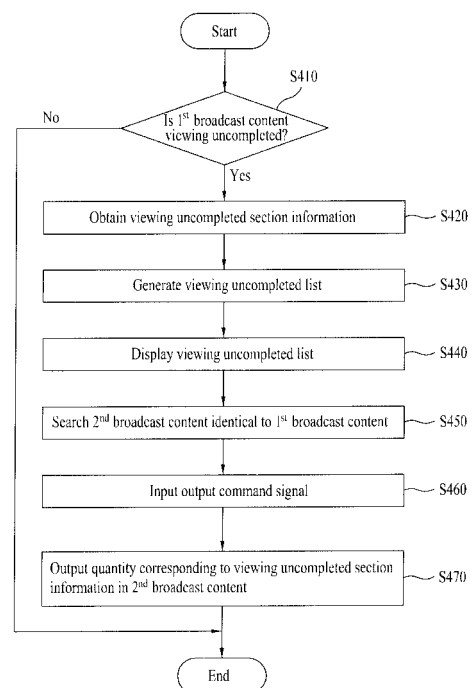 Start
S410
No
Is 1st broadcast content
viewing uncompleted?
Yes
Obtain viewing uncompleted section information
S420
Generate viewing uncompleted list
S430
Display viewing uncompleted list
S440
Search 2nd broadcast content identical to 1st broadcast content
S450
Input output command signal
S460
Output quantity corresponding to viewing uncompleted section
information in 2nd broadcast content
S470
End